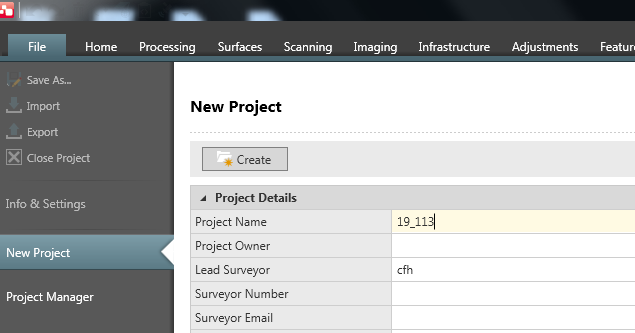 File Home Processing Surfaces Scanning Imaging Infrastructure Adjustments Featur
Save As...
Import
Export
Close Project
Info & Settings
New Project
Project Manager
New Project
Create
Project Details
Project Name 19_113
Project Owner
Lead Surveyor cfh
Surveyor Number
Surveyor Email